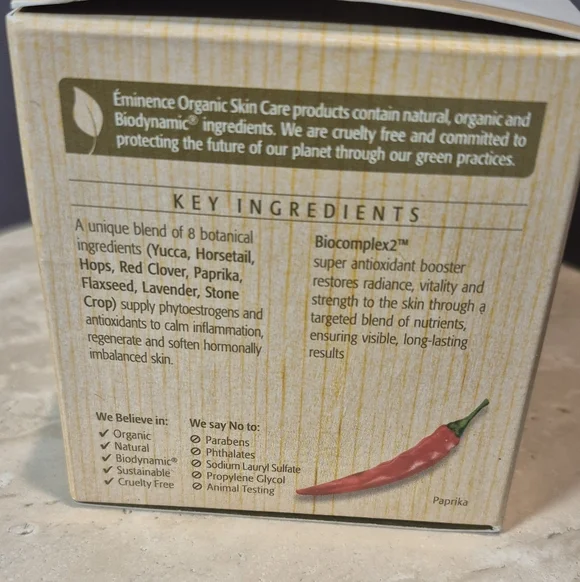 Éminence Organic Skin Care products contain natural, organic and
Biodynamic® ingredients. We are cruelty free and committed to
protecting the future of our planet through our green practices.
KEY INGREDIENTS
A unique blend of 8 botanical
ingredients (Yucca, Horsetail,
Hops, Red Clover, Paprika,
Flaxseed, Lavender, Stone
Crop) supply phytoestrogens and
antioxidants to calm inflammation,
regenerate and soften hormonally
imbalanced skin.
Biocomplex2™
super antioxidant booster
restores radiance, vitality and
strength to the skin through a
targeted blend of nutrients,
ensuring visible, long-lasting
results
We Believe in:
✓ Organic
✓ Natural
✓ Biodynamic®
✓ Sustainable
✓ Cruelty Free
We say No to:
⊘ Parabens
⊘ Phthalates
⊘ Sodium Lauryl Sulfate
⊘ Propylene Glycol
⊘ Animal Testing
Paprika